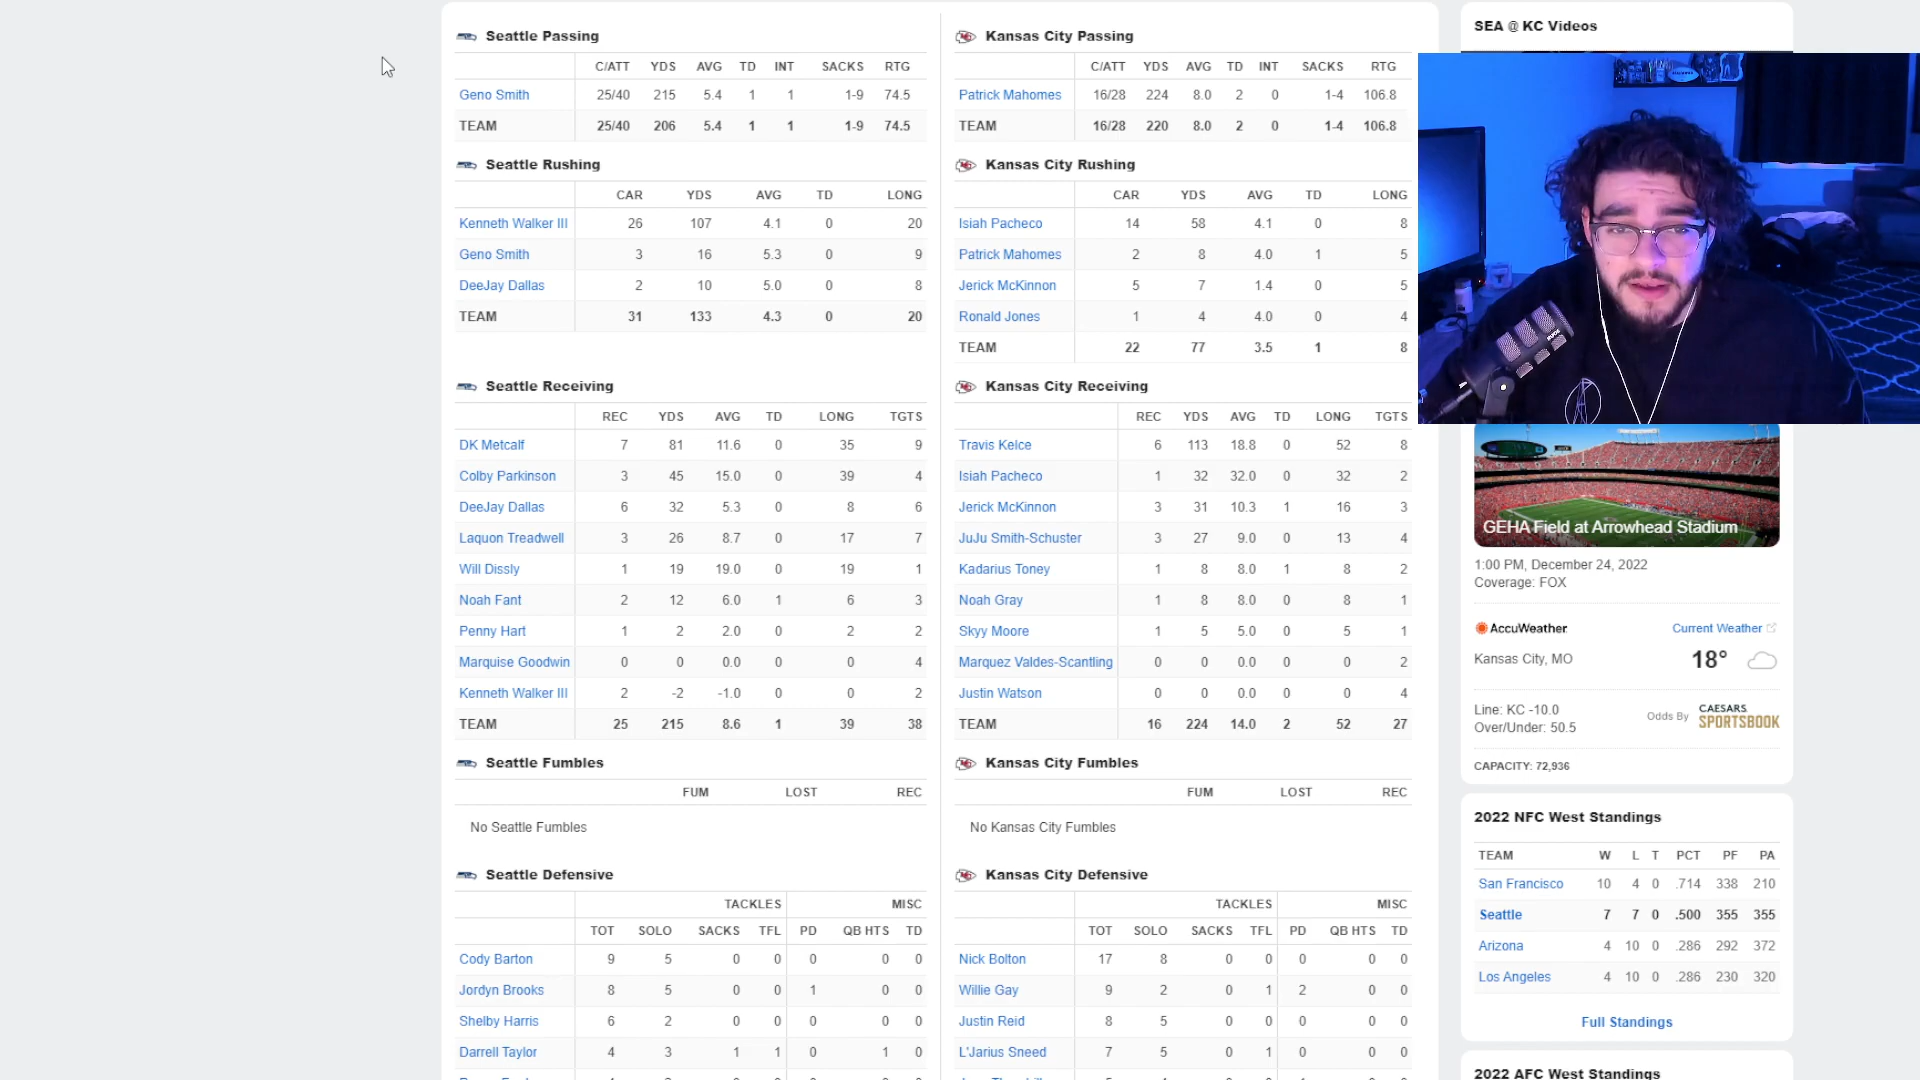 Seattle Passing
C/ATT YDS AVG TD INT SACKS RTG
Geno Smith 25/40 215 5.4 1 1 1-9 74.5
TEAM 25/40 206 5.4 1 1 1-9 74.5
Seattle Rushing
CAR YDS AVG TD LONG
Kenneth Walker III 26 107 4.1 0 20
Geno Smith 3 16 5.3 0 9
DeeJay Dallas 2 10 5.0 0 8
TEAM 31 133 4.3 0 20
Seattle Receiving
REC YDS AVG TD LONG TGTS
DK Metcalf 7 81 11.6 0 35 9
Colby Parkinson 3 45 15.0 0 39 4
DeeJay Dallas 6 32 5.3 0 8 6
Laquon Treadwell 3 26 8.7 0 17 7
Will Dissly 1 19 19.0 0 19 1
Noah Fant 2 12 6.0 1 6 3
Penny Hart 1 2 2.0 0 2 2
Marquise Goodwin 0 0 0.0 0 0 4
Kenneth Walker III 2 -2 -1.0 0 0 2
TEAM 25 215 8.6 1 39 38
Seattle Fumbles
FUM LOST REC
No Seattle Fumbles
Seattle Defensive
TACKLES MISC
TOT SOLO SACKS TFL PD QB HTS TD
Cody Barton 9 5 0 0 0 0 0
Jordyn Brooks 8 5 0 0 1 0 0
Shelby Harris 6 2 0 0 0 0 0
Darrell Taylor 4 3 1 1 0 1 0
Kansas City Passing
C/ATT YDS AVG TD INT SACKS RTG
Patrick Mahomes 16/28 224 8.0 2 0 1-4 106.8
TEAM 16/28 220 8.0 2 0 1-4 106.8
Kansas City Rushing
CAR YDS AVG TD LONG
Isiah Pacheco 14 58 4.1 0 8
Patrick Mahomes 2 8 4.0 1 5
Jerick McKinnon 5 7 1.4 0 5
Ronald Jones 1 4 4.0 0 4
TEAM 22 77 3.5 1 8
Kansas City Receiving
REC YDS AVG TD LONG TGTS
Travis Kelce 6 113 18.8 0 52 8
Isiah Pacheco 1 32 32.0 0 32 2
Jerick McKinnon 3 31 10.3 1 16 3
JuJu Smith-Schuster 3 27 9.0 0 13 4
Kadarius Toney 1 8 8.0 1 8 2
Noah Gray 1 8 8.0 0 8 1
Skyy Moore 1 5 5.0 0 5 1
Marquez Valdes-Scantling 0 0 0.0 0 0 2
Justin Watson 0 0 0.0 0 0 4
TEAM 16 224 14.0 2 52 27
Kansas City Fumbles
FUM LOST REC
No Kansas City Fumbles
Kansas City Defensive
TACKLES MISC
TOT SOLO SACKS TFL PD QB HTS TD
Nick Bolton 17 8 0 0 0 0 0
Willie Gay 9 2 0 1 2 0 0
Justin Reid 8 5 0 0 0 0 0
L'Jarius Sneed 7 5 0 1 0 0 0
SEA @ KC Videos
GEHA Field at Arrowhead Stadium
1:00 PM, December 24, 2022
Coverage: FOX
AccuWeather
Current Weather
Kansas City, MO
18°
Line: KC -10.0
Over/Under: 50.5
Odds By CAESARS SPORTSBOOK
CAPACITY: 72,936
2022 NFC West Standings
TEAM W L T PCT PF PA
San Francisco 10 4 0 .714 338 210
Seattle 7 7 0 .500 355 355
Arizona 4 10 0 .286 292 372
Los Angeles 4 10 0 .286 230 320
Full Standings
2022 AFC West Standings